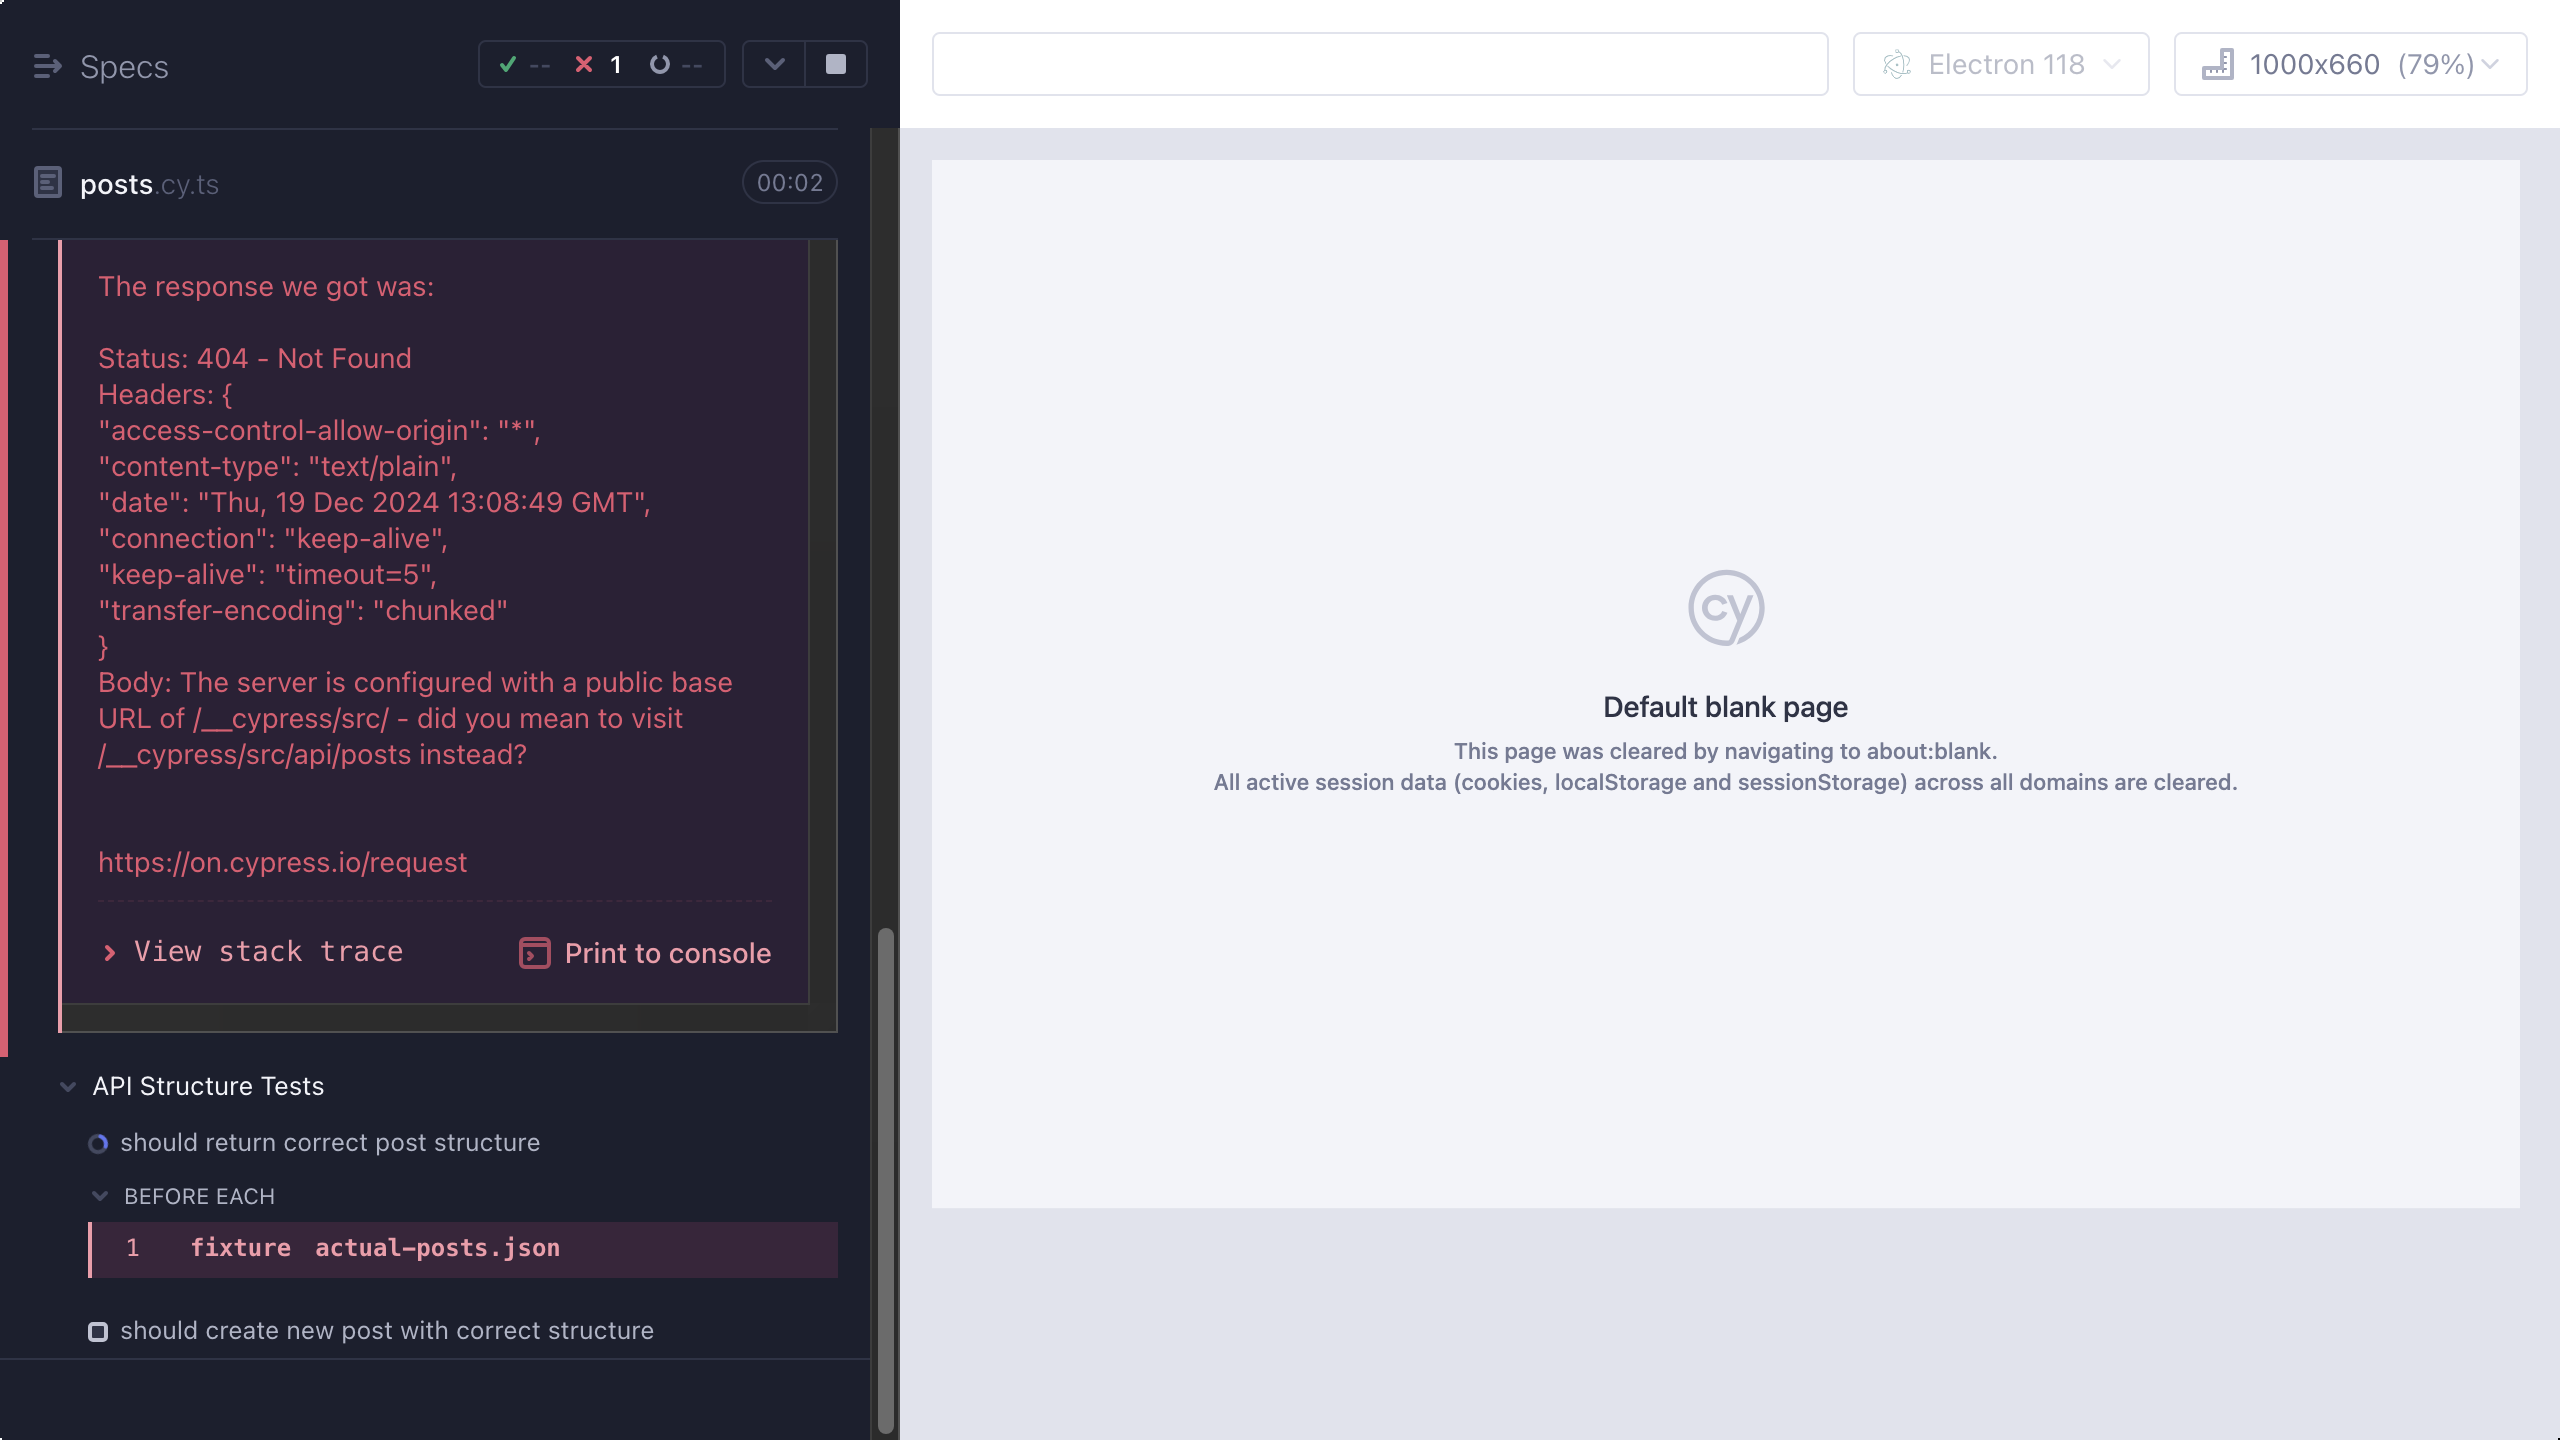 Specs
-- 1 --
posts.cy.ts
00:02
The response we got was:
Status: 404 - Not Found
Headers: {
"access-control-allow-origin": "*",
"content-type": "text/plain",
"date": "Thu, 19 Dec 2024 13:08:49 GMT",
"connection": "keep-alive",
"keep-alive": "timeout=5",
"transfer-encoding": "chunked"
}
Body: The server is configured with a public base
URL of /__cypress/src/ - did you mean to visit
/__cypress/src/api/posts instead?
https://on.cypress.io/request
View stack trace
Print to console
API Structure Tests
should return correct post structure
BEFORE EACH
1 fixture actual-posts.json
should create new post with correct structure
Electron 118
1000x660 (79%)
cy
Default blank page
This page was cleared by navigating to about:blank.
All active session data (cookies, localStorage and sessionStorage) across all domains are cleared.